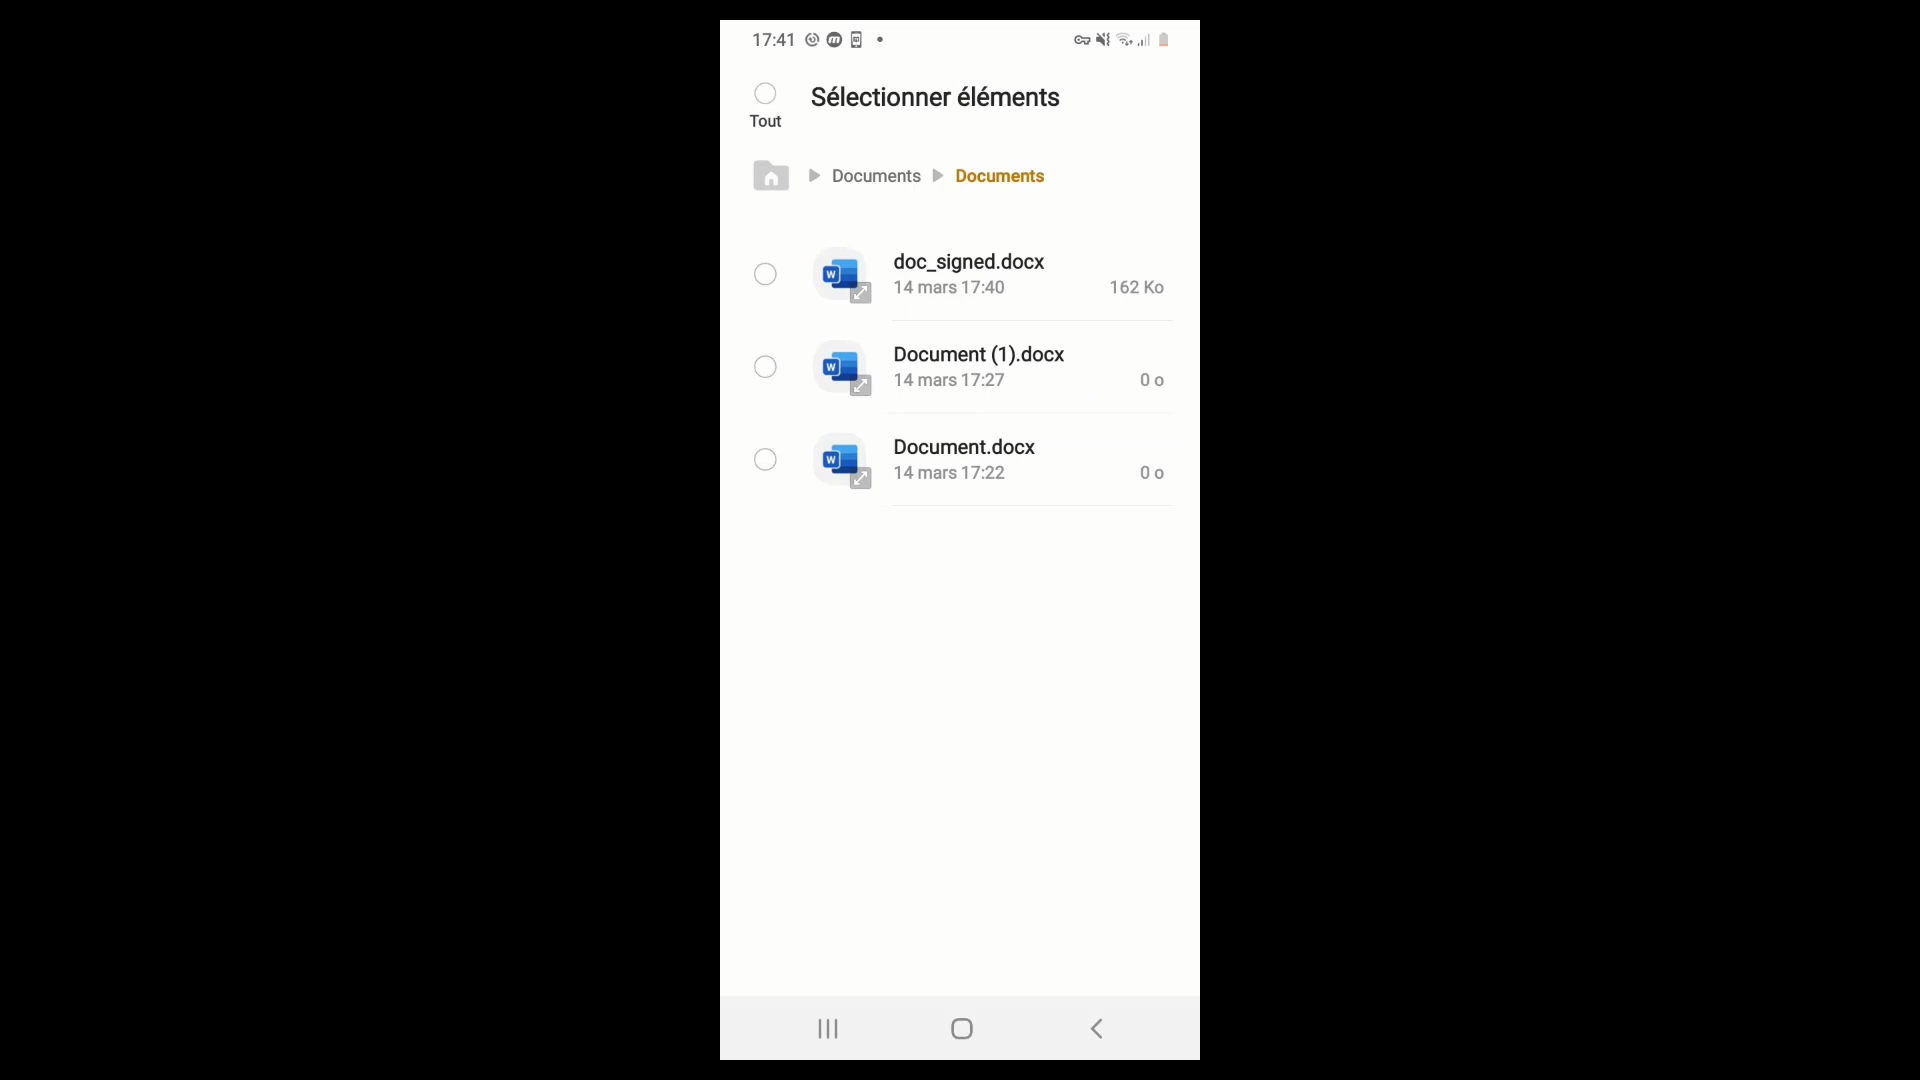 17:41
Sélectionner éléments
Tout
Documents Documents
doc_signed.docx
14 mars 17:40 162 Ko
Document (1).docx
14 mars 17:27 0 o
Document.docx
14 mars 17:22 0 o